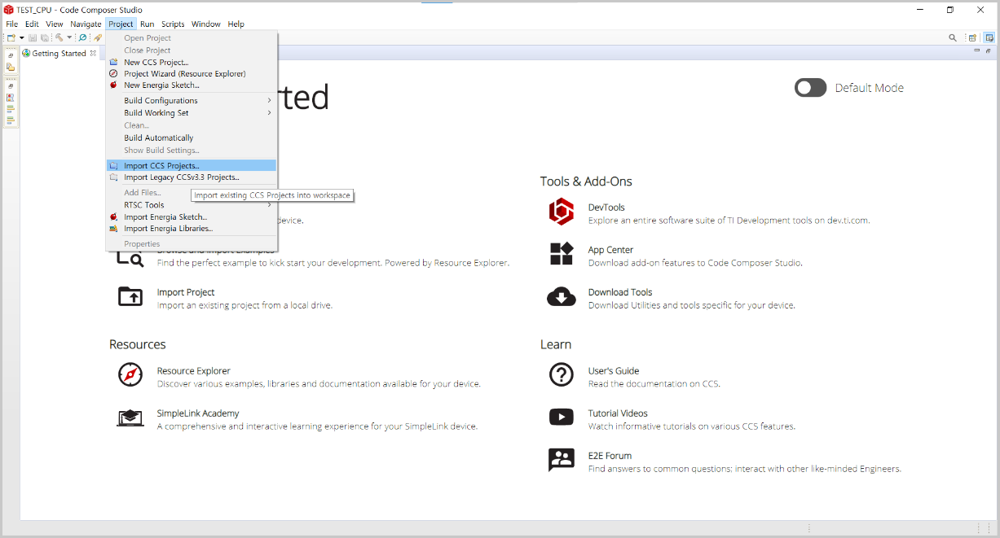 TEST_CPU - Code Composer Studio
File Edit View Navigate Project Run Scripts Window Help
Getting Started
Open Project
Close Project
New CCS Project...
Project Wizard (Resource Explorer)
New Energia Sketch...
Build Configurations
Build Working Set
Clean...
Build Automatically
Show Build Settings...
Import CCS Projects...
Import Legacy CCSv3.3 Projects...
Add Files...
Import existing CCS Projects into workspace
RTSC Tools
Import Energia Sketch...
Import Energia Libraries...
Properties
rted
Default Mode
device.
Find the perfect example to kick start your development. Powered by Resource Explorer.
Import Project
Import an existing project from a local drive.
Resources
Resource Explorer
Discover various examples, libraries and documentation available for your device.
SimpleLink Academy
A comprehensive and interactive learning experience for your SimpleLink device.
Tools & Add-Ons
DevTools
Explore an entire software suite of TI Development tools on dev.ti.com.
App Center
Download add-on features to Code Composer Studio.
Download Tools
Download Utilities and tools specific for your device.
Learn
User's Guide
Read the documentation on CCS.
Tutorial Videos
Watch informative tutorials on various CCS features.
E2E Forum
Find answers to common questions; interact with other like-minded Engineers.